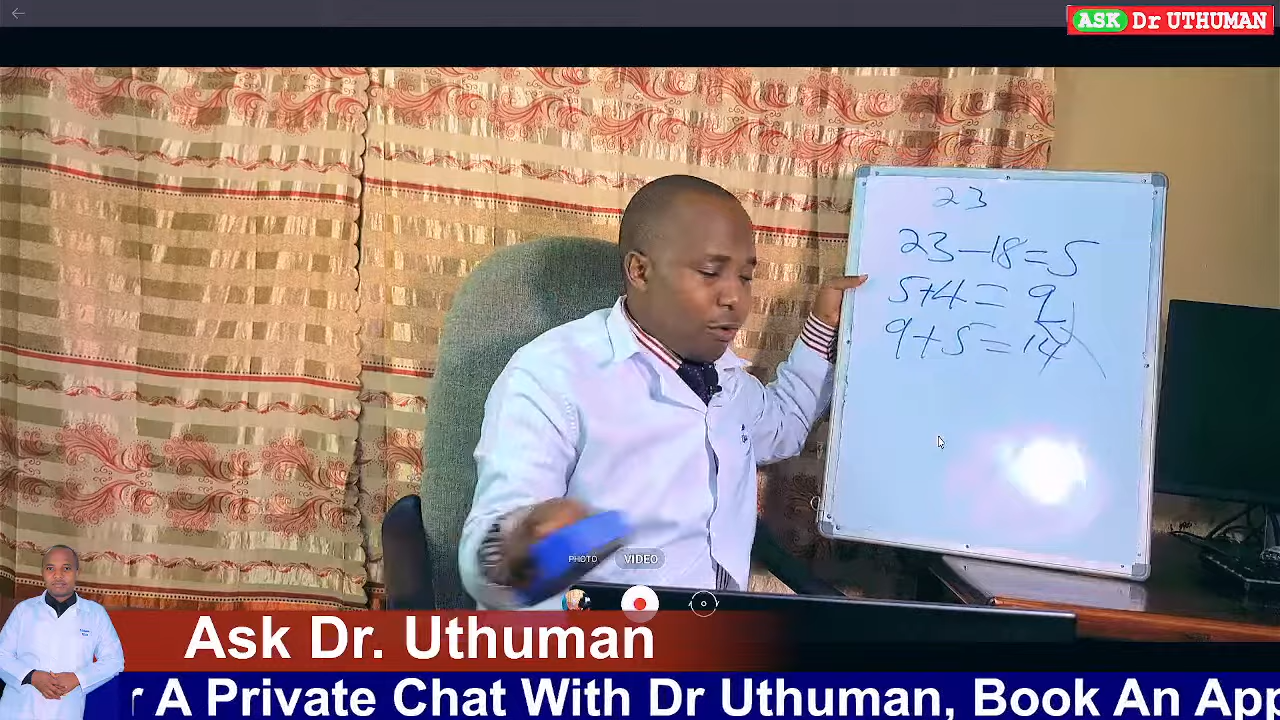 ASK Dr UTHUMAN
23
23-18=5
5+4=9
9+5=14
PHOTO VIDEO
Ask Dr. Uthuman
r A Private Chat With Dr Uthuman, Book An App